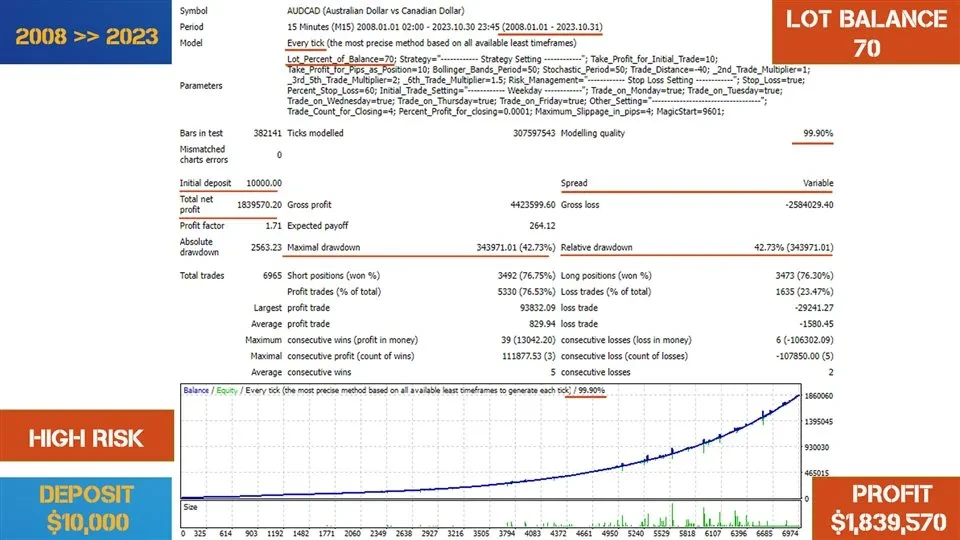 2008 >> 2023
LOT BALANCE
70
Symbol AUDCAD (Australian Dollar vs Canadian Dollar)
Period 15 Minutes (M15) 2008.01.01 02:00 - 2023.10.30 23:45 (2008.01.01 - 2023.10.31)
Model Every tick (the most precise method based on all available least timeframes)
Parameters Lot_Percent_of_Balance=70; Strategy="------------ Strategy Setting ------------"; Take_Profit_for_Initial_Trade=10;
Take_Profit_for_Pips_as_Position=10; Bollinger_Bands_Period=50; Stochastic_Period=50; Trade_Distance=-40; _2nd_Trade_Multiplier=1;
_3rd_5th_Trade_Multiplier=2; _6th_Trade_Multiplier=1.5; Risk_Management="------------ Stop Loss Setting ------------"; Stop_Loss=true;
Percent_Stop_Loss=60; Initial_Trade_Setting="------------ Weekday ------------"; Trade_on_Monday=true; Trade_on_Tuesday=true;
Trade_on_Wednesday=true; Trade_on_Thursday=true; Trade_on_Friday=true; Other_Setting="------------------------------------";
Trade_Count_for_Closing=4; Percent_Profit_for_closing=0.0001; Maximum_Slippage_in_pips=4; MagicStart=9601;
Bars in test 382141 Ticks modelled 307597543 Modelling quality 99.90%
Mismatched charts errors 0
Initial deposit 10000.00 Spread Variable
Total net profit 1839570.20 Gross profit 4423599.60 Gross loss -2584029.40
Profit factor 1.71 Expected payoff 264.12
Absolute drawdown 2563.23 Maximal drawdown 343971.01 (42.73%) Relative drawdown 42.73% (343971.01)
Total trades 6965 Short positions (won %) 3492 (76.75%) Long positions (won %) 3473 (76.30%)
Profit trades (% of total) 5330 (76.53%) Loss trades (% of total) 1635 (23.47%)
Largest profit trade 93832.09 loss trade -29241.27
Average profit trade 829.94 loss trade -1580.45
Maximum consecutive wins (profit in money) 39 (13042.20) consecutive losses (loss in money) 6 (-106302.09)
Maximal consecutive profit (count of wins) 111877.53 (3) consecutive loss (count of losses) -107850.00 (5)
Average consecutive wins 5 consecutive losses 2
Balance / Equity / Every tick (the most precise method based on all available least timeframes to generate each tick) / 99.90%
1860060
1395045
930030
465015
0
Size
0 325 614 903 1192 1481 1770 2060 2349 2638 2927 3216 3505 3794 4083 4373 4662 4951 5240 5529 5818 6107 6396 6685 6974
HIGH RISK
DEPOSIT
$10,000
PROFIT
$1,839,570